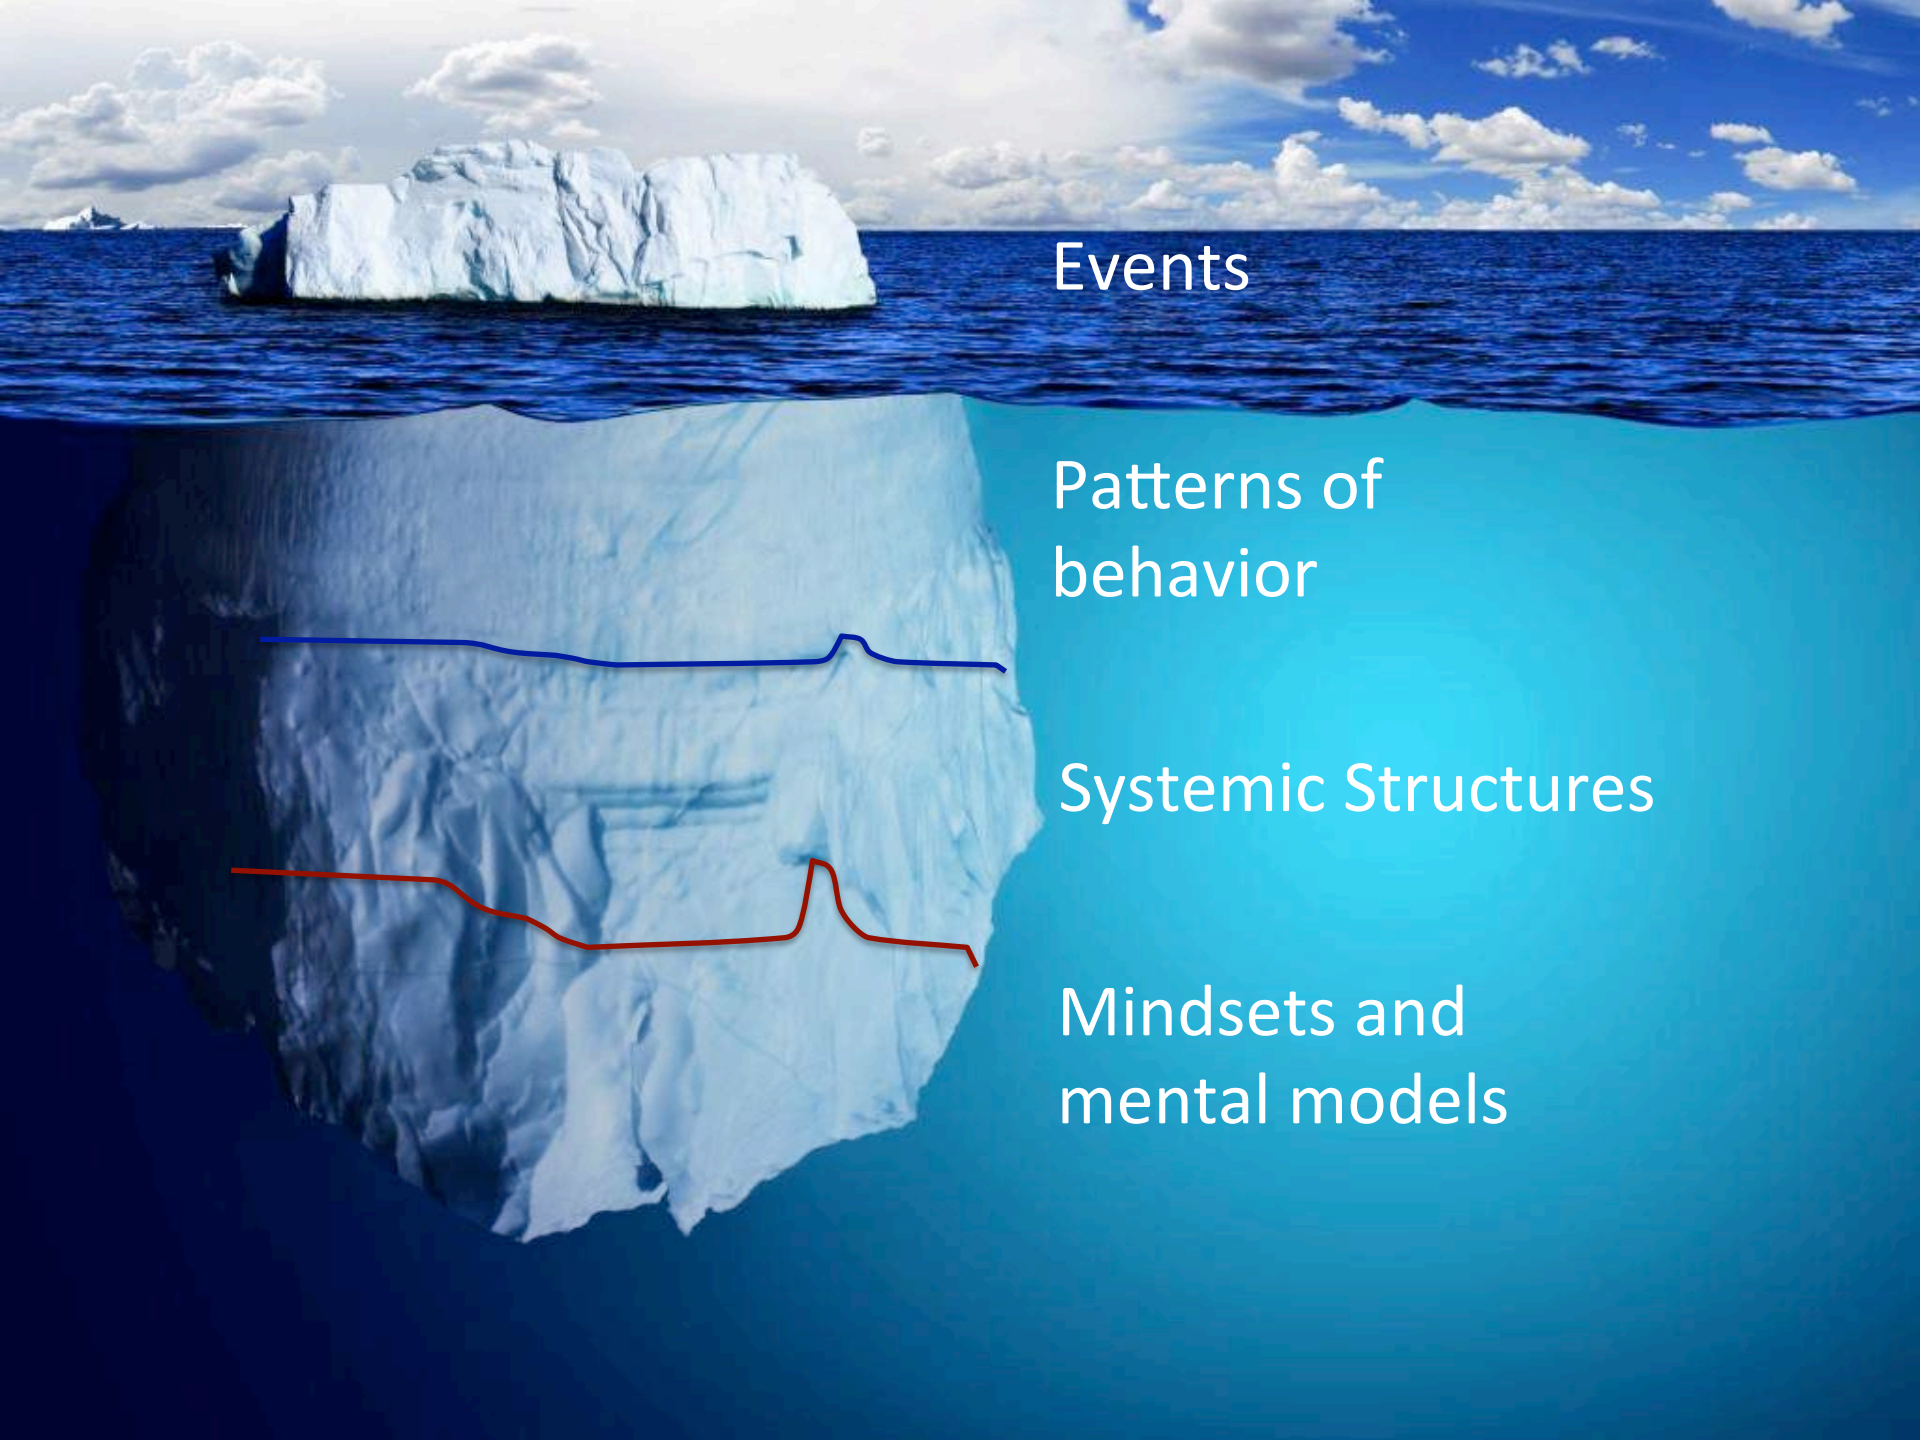 Events
Patterns of
behavior
Systemic Structures
Mindsets and
mental models